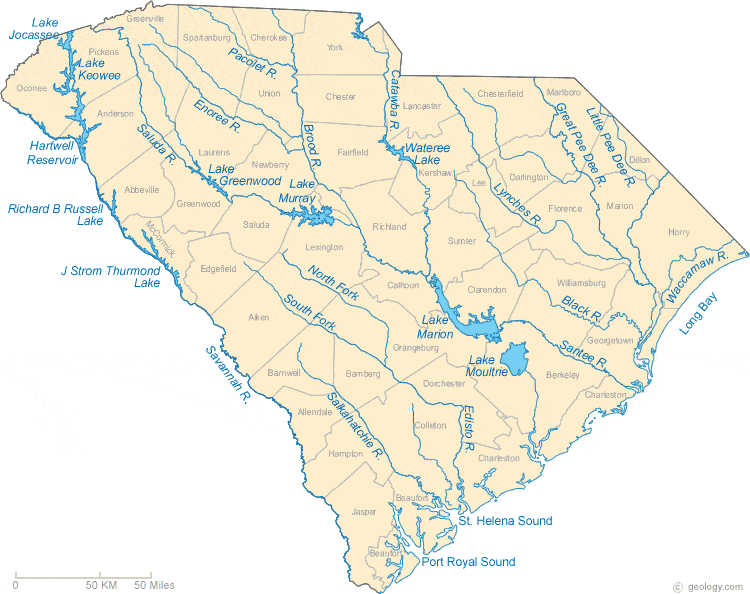 Lake
Jocassee
Greenville
Spartanburg
Cherokee
York
Pickens
Lake
Keowee
Pacolet R.
Oconee
Union
Chester
Catawba R.
Lancaster
Chesterfield
Marlboro
Anderson
Enoree R.
Great Pee Dee R.
Little Pee Dee R.
Hartwell
Reservoir
Saluda R.
Laurens
Newberry
Brood R.
Fairfield
Wateree
Lake
Kershaw
Lee
Darlington
Dillon
Lake
Greenwood
Abbeville
Greenwood
Lake
Murray
Lynches R.
Florence
Marion
Richard B Russell
Lake
McCormick
Saluda
Richland
Sumter
Horry
Lexington
J Strom Thurmond
Lake
Edgefield
North Fork
Calhoun
Clarendon
Williamsburg
Waccamaw R.
South Fork
Black R.
Long Bay
Aiken
Lake
Marion
Orangeburg
Georgetown
Santee R.
Savannah R.
Lake
Moultrie
Barnwell
Bamberg
Dorchester
Berkeley
Charleston
Allendale
Salkahatchie R.
Colleton
Edisto R
Hampton
Charleston
Beaufort
Jasper
St. Helena Sound
Beaufort
Port Royal Sound
0 50 KM 50 Miles
© geology.com